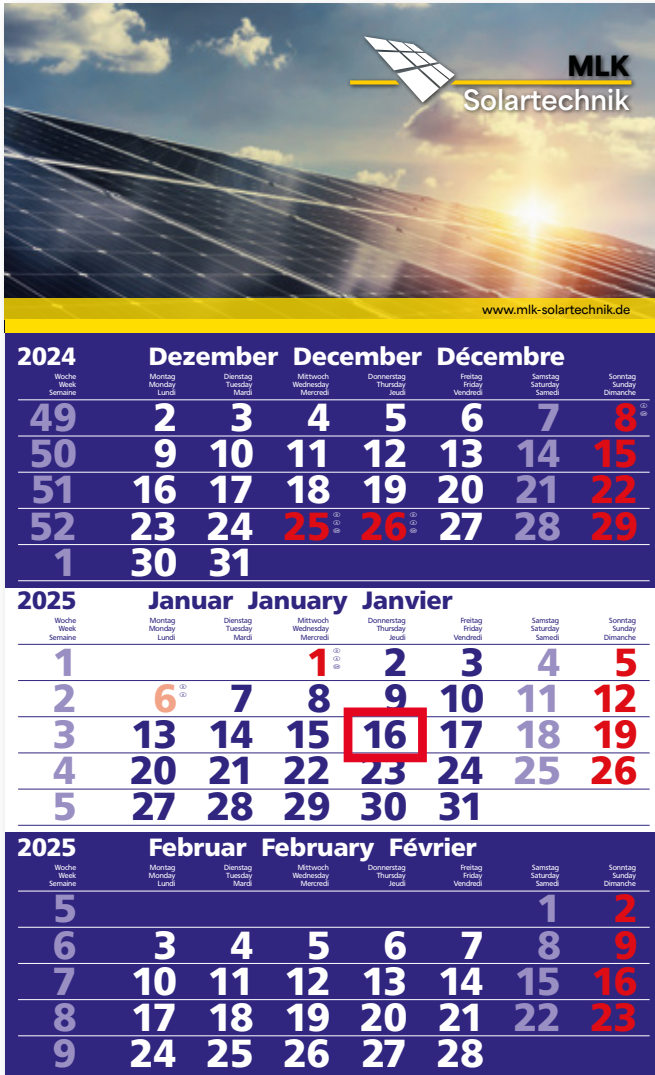 MLK
Solartechnik
www.mlk-solartechnik.de
2024 Dezember December Décembre
Woche Montag Dienstag Mittwoch Donnerstag Freitag Samstag Sonntag
Week Monday Tuesday Wednesday Thursday Friday Saturday Sunday
Semaine Lundi Mardi Mercredi Jeudi Vendredi Samedi Dimanche
49 2 3 4 5 6 7 8
50 9 10 11 12 13 14 15
51 16 17 18 19 20 21 22
52 23 24 25 26 27 28 29
1 30 31
2025 Januar January Janvier
Woche Montag Dienstag Mittwoch Donnerstag Freitag Samstag Sonntag
Week Monday Tuesday Wednesday Thursday Friday Saturday Sunday
Semaine Lundi Mardi Mercredi Jeudi Vendredi Samedi Dimanche
1 1 2 3 4 5
2 6 7 8 9 10 11 12
3 13 14 15 16 17 18 19
4 20 21 22 23 24 25 26
5 27 28 29 30 31
2025 Februar February Février
Woche Montag Dienstag Mittwoch Donnerstag Freitag Samstag Sonntag
Week Monday Tuesday Wednesday Thursday Friday Saturday Sunday
Semaine Lundi Mardi Mercredi Jeudi Vendredi Samedi Dimanche
5 1 2
6 3 4 5 6 7 8 9
7 10 11 12 13 14 15 16
8 17 18 19 20 21 22 23
9 24 25 26 27 28